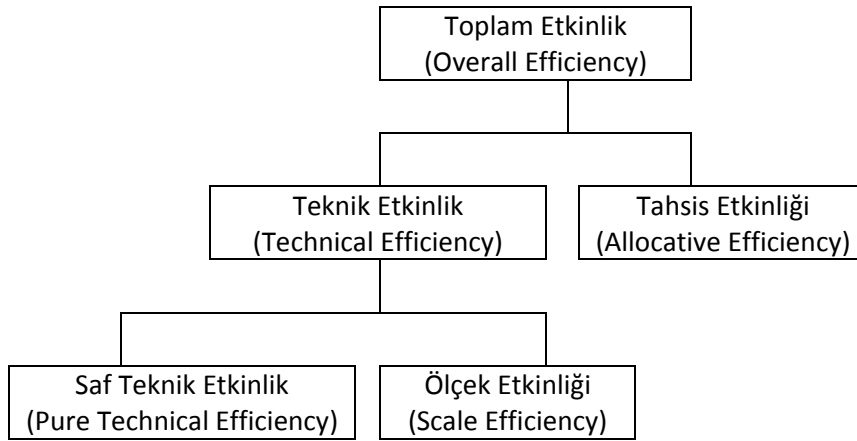 Toplam Etkinlik
(Overall Efficiency)
Teknik Etkinlik
(Technical Efficiency)
Tahsis Etkinliği
(Allocative Efficiency)
Saf Teknik Etkinlik
(Pure Technical Efficiency)
Ölçek Etkinliği
(Scale Efficiency)